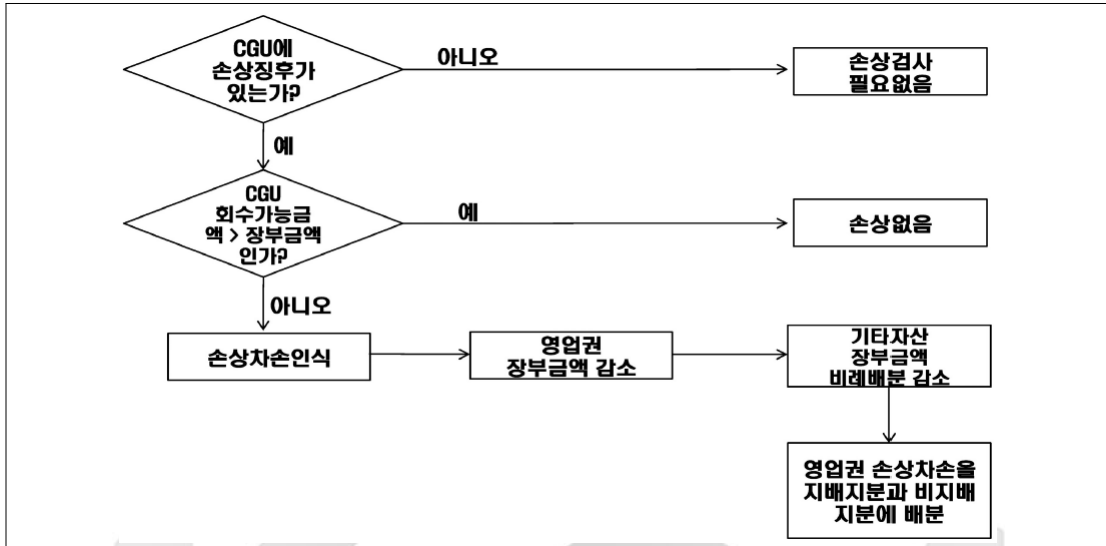 CGU에
손상징후가
있는가?
아니오
손상검사
필요없음
예
CGU
회수가능금
액 > 장부금액
인가?
예
손상없음
아니오
손상차손인식
영업권
장부금액 감소
기타자산
장부금액
비례배분 감소
영업권 손상차손을
지배지분과 비지배
지분에 배분